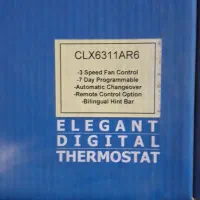 CLX6311AR6
-3 Speed Fan Control
-7 Day Programmable
-Automatic Changeover
-Remote Control Option
-Bilingual Hint Bar
ELEGANT
DIGITAL
THERMOSTAT